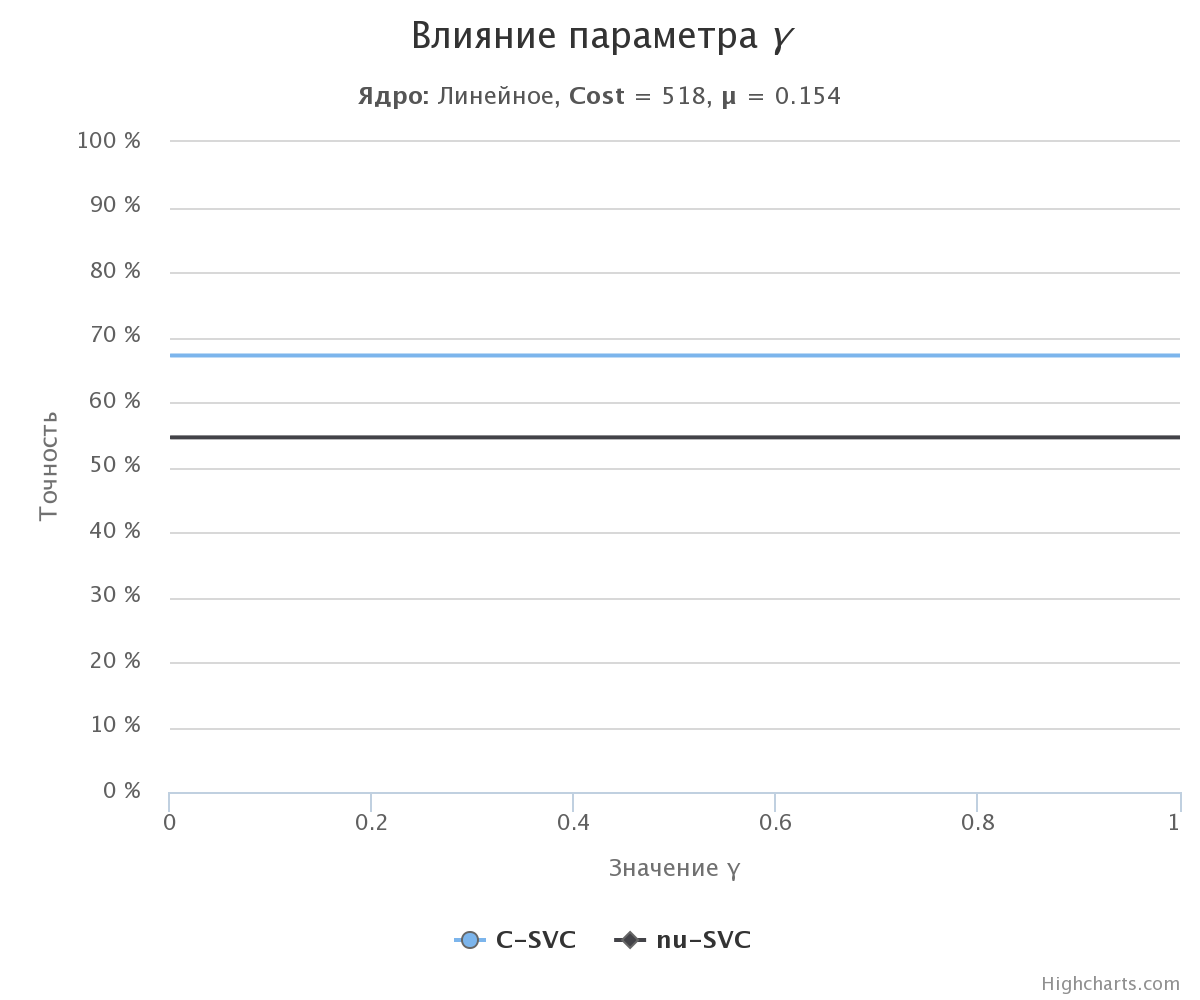 Влияние параметра γ
Ядро: Линейное, Cost = 518, μ = 0.154
100 %
90 %
80 %
70 %
60 %
50 %
40 %
30 %
20 %
10 %
0 %
Точность
0 0.2 0.4 0.6 0.8 1
Значение γ
C-SVC nu-SVC
Highcharts.com